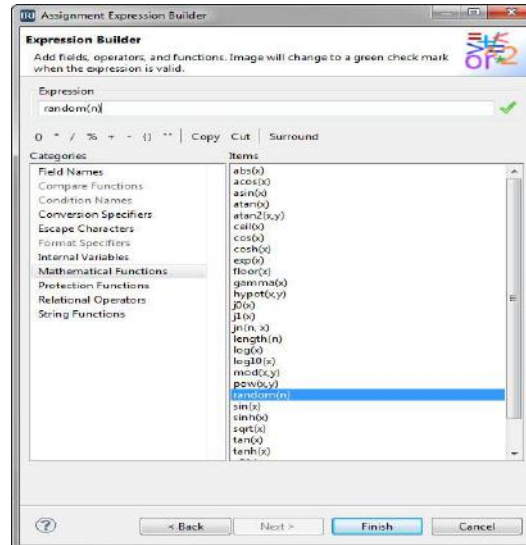 IRI Assignment Expression Builder
Expression Builder
Add fields, operators, and functions. Image will change to a green check mark
when the expression is valid.
Expression
random(n)
() * / % + - {} "" | Copy Cut | Surround
Categories
Field Names
Compare Functions
Condition Names
Conversion Specifiers
Escape Characters
Format Specifiers
Internal Variables
Mathematical Functions
Protection Functions
Relational Operators
String Functions
Items
abs(x)
acos(x)
asin(x)
atan(x)
atan2(x,y)
ceil(x)
cos(x)
cosh(x)
exp(x)
floor(x)
gamma(x)
hypot(x,y)
j0(x)
j1(x)
jn(n, x)
length(n)
log(x)
log10(x)
mod(x,y)
pow(x,y)
random(n)
sin(x)
sinh(x)
sqrt(x)
tan(x)
tanh(x)
? < Back Next > Finish Cancel